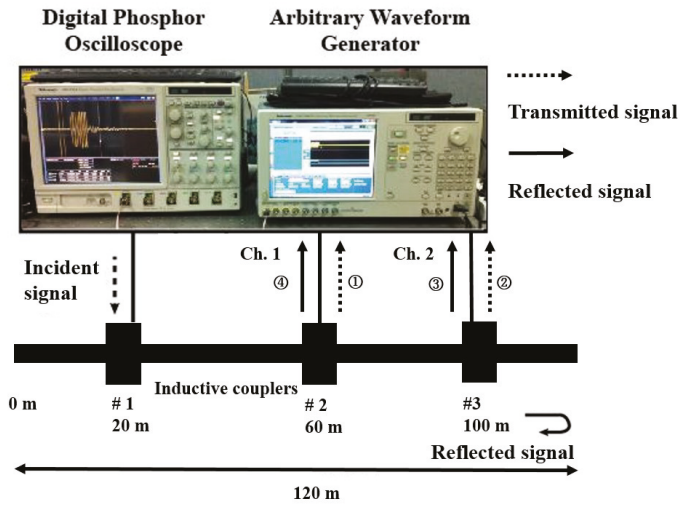 Digital Phosphor
Oscilloscope
Arbitrary Waveform
Generator
Transmitted signal
Reflected signal
Incident
signal
Ch. 1
④
①
Ch. 2
③
②
Inductive couplers
0 m
# 1
20 m
# 2
60 m
#3
100 m
Reflected signal
120 m